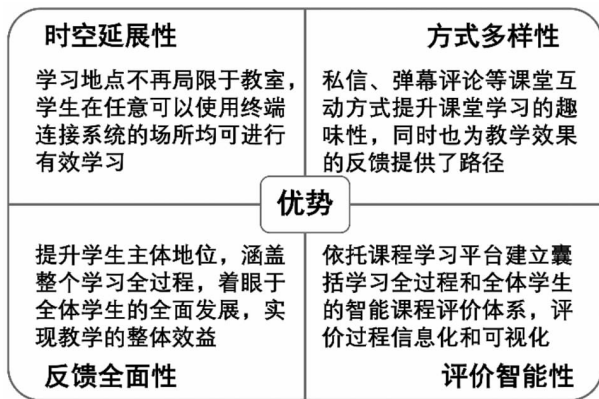 时空延展性
学习地点不再局限于教室，
学生在任意可以使用终端
连接系统的场所均可进行
有效学习
方式多样性
私信、弹幕评论等课堂互
动方式提升课堂学习的趣
味性，同时也为教学效果
的反馈提供了路径
优势
提升学生主体地位，涵盖
整个学习全过程，着眼于
全体学生的全面发展，实
现教学的整体效益
反馈全面性
依托课程学习平台建立囊
括学习全过程和全体学生
的智能课程评价体系，评
价过程信息化和可视化
评价智能性